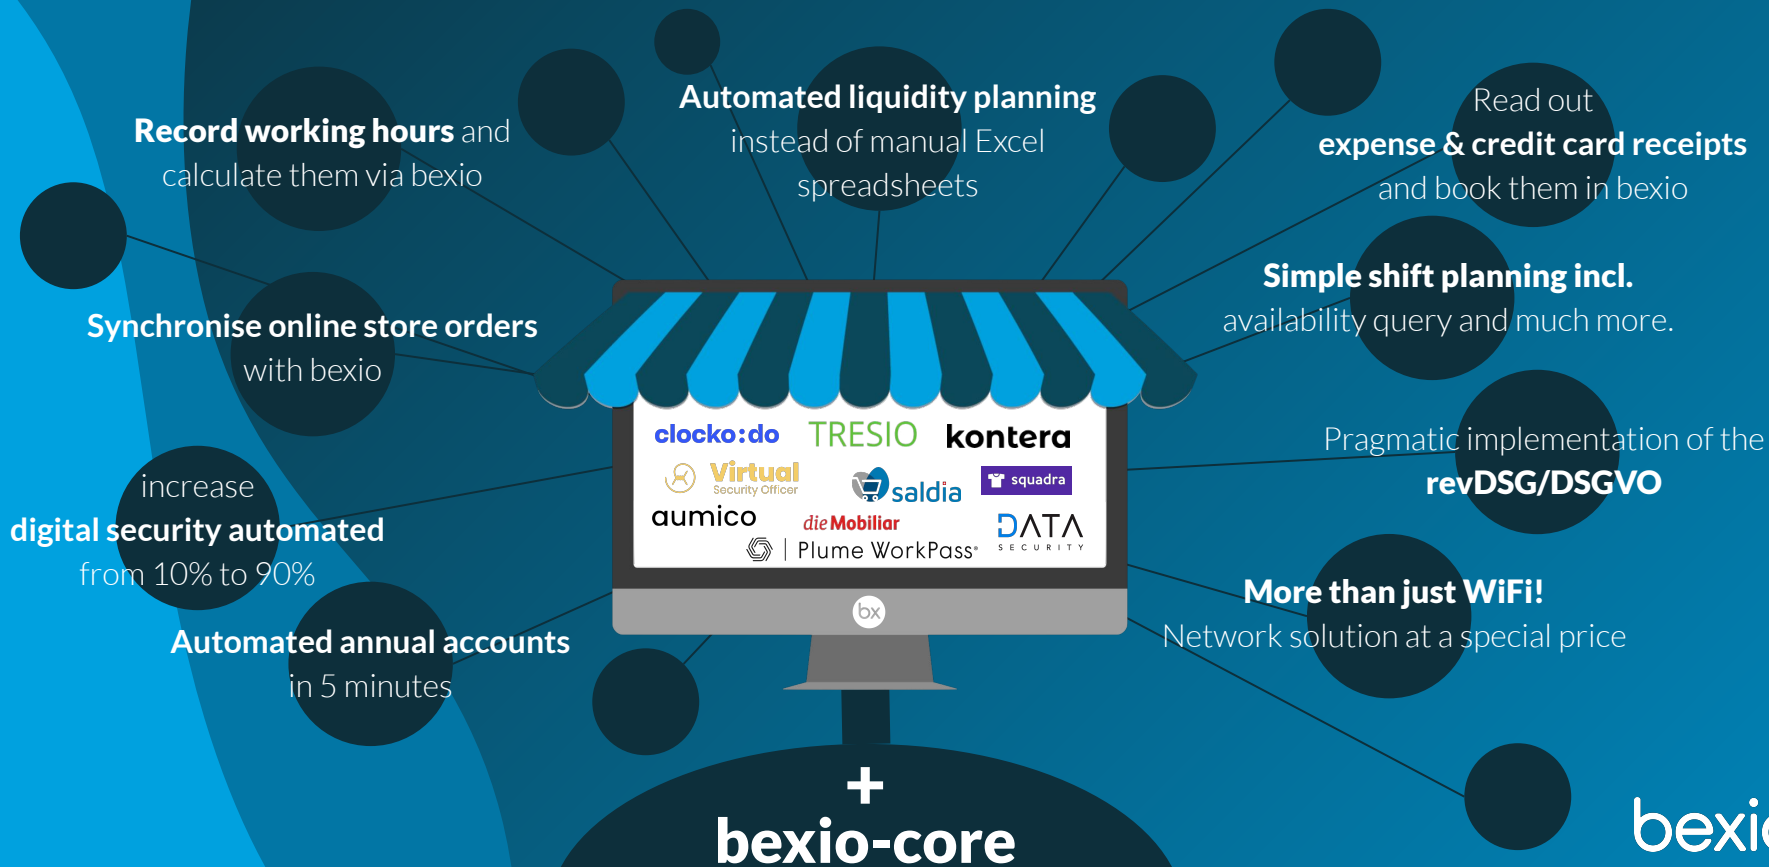 Record working hours and
calculate them via bexio
Automated liquidity planning
instead of manual Excel
spreadsheets
Read out
expense & credit card receipts
and book them in bexio
Synchronise online store orders
with bexio
Simple shift planning incl.
availability query and much more.
increase
digital security automated
from 10% to 90%
Pragmatic implementation of the
revDSG/DSGVO
Automated annual accounts
in 5 minutes
More than just WiFi!
Network solution at a special price
clocko:do
TRESIO
kontera
Virtual
Security Officer
saldia
squadra
aumico
die Mobiliar
DATA
SECURITY
Plume WorkPass
bx
+
bexio-core
bexio